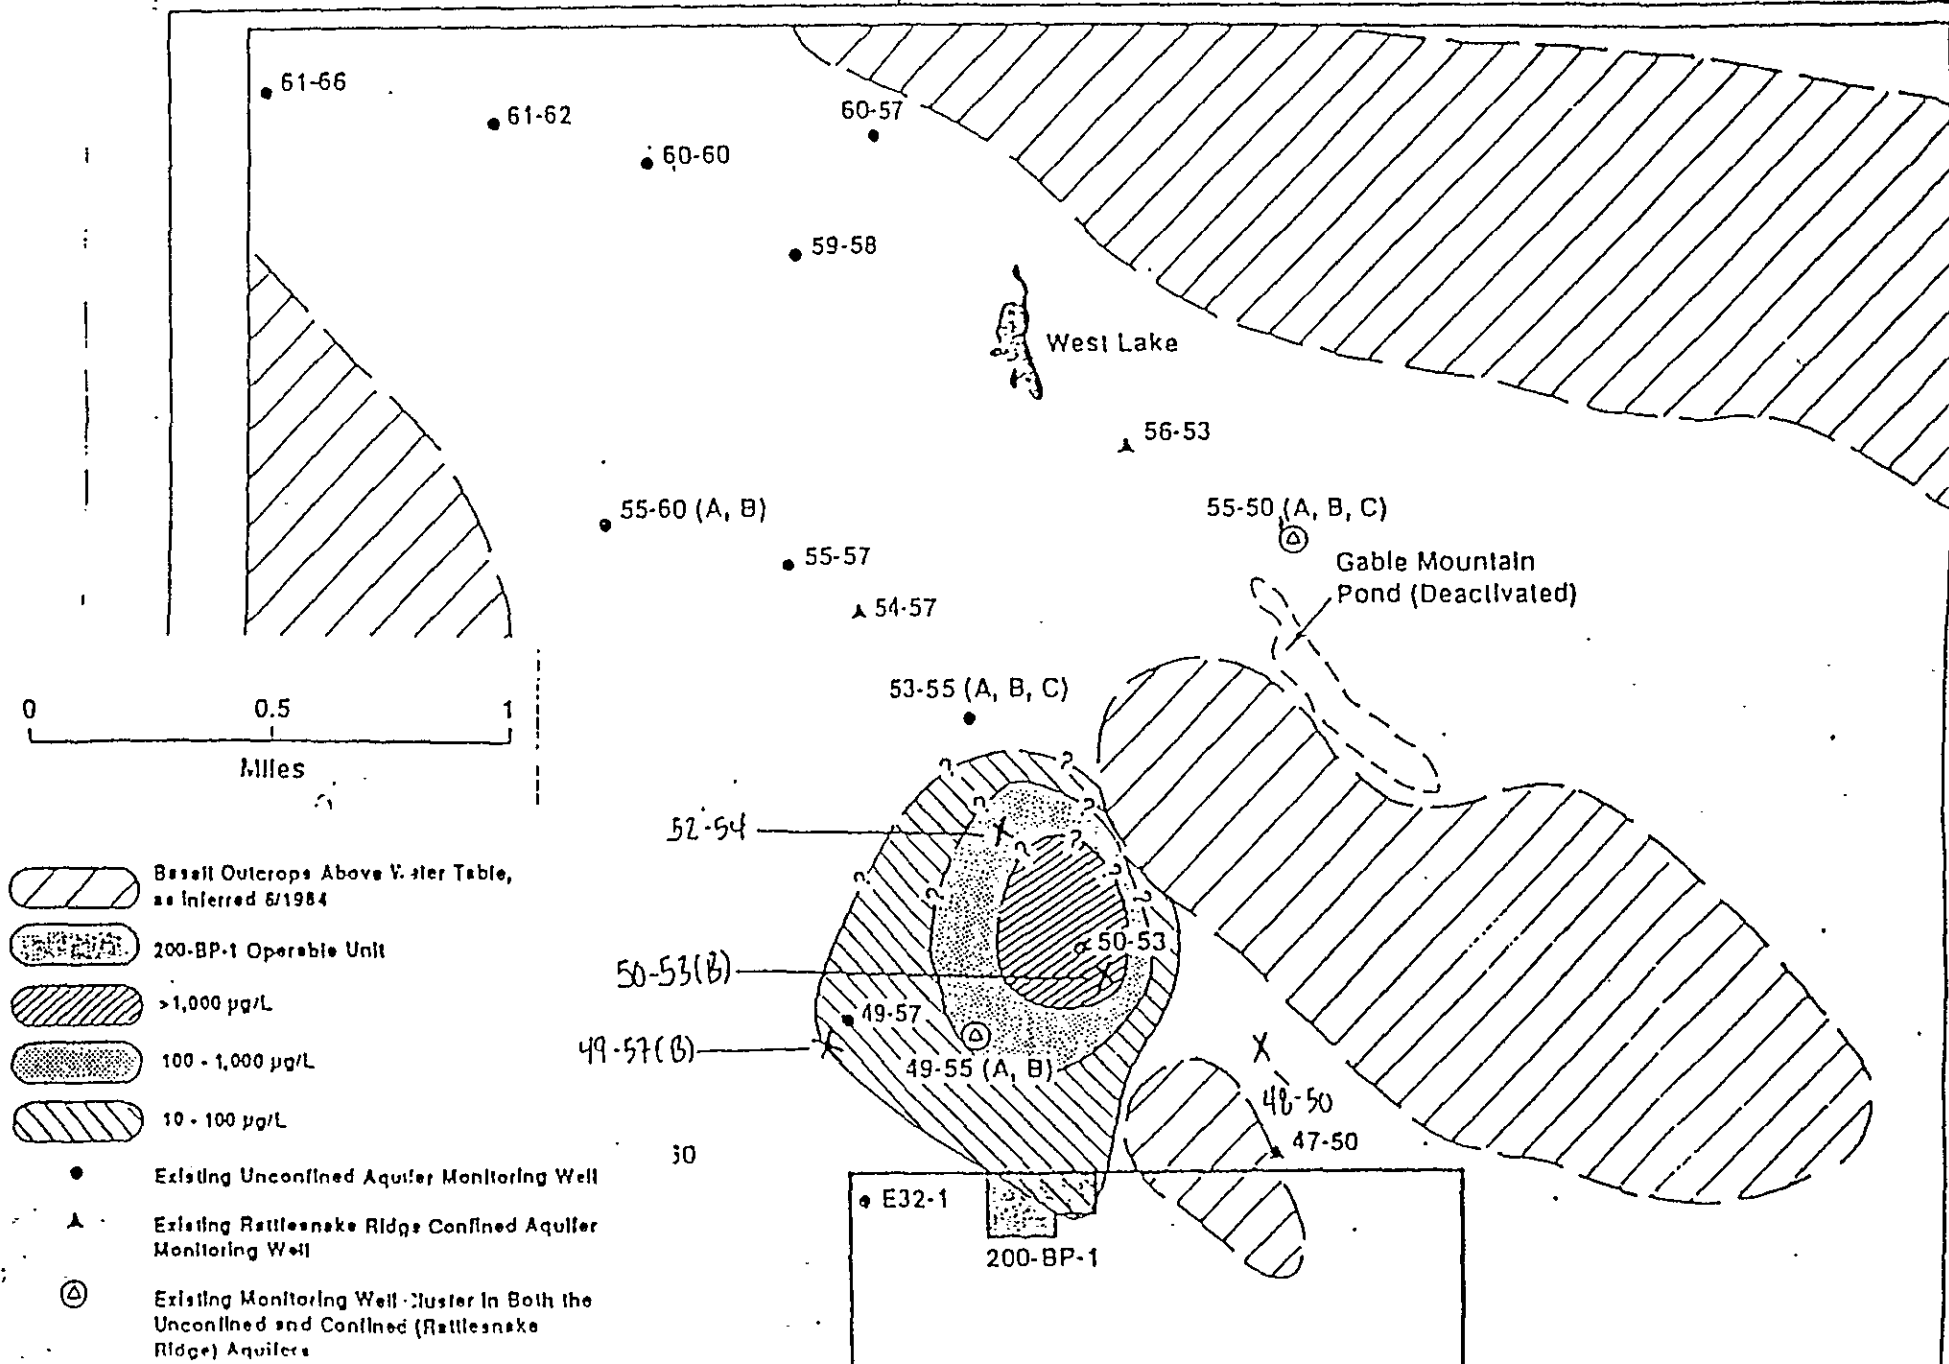 61-66
61-62
60-60
60-57
59-58
West Lake
56-53
55-60 (A, B)
55-50 (A, B, C)
55-57
Gable Mountain
Pond (Deactivated)
54-57
53-55 (A, B, C)
0 0.5 1
Miles
? ?
? ?
52-54
? ?
? ?
? ?
50-53
50-53(B)
49-57
49-57(B)
49-55 (A, B)
48-50
47-50
30
E32-1
200-BP-1
Basalt Outcrops Above Water Table,
as Inferred 6/1984
200-BP-1 Operable Unit
>1,000 µg/L
100 - 1,000 µg/L
10 - 100 µg/L
Existing Unconfined Aquifer Monitoring Well
Existing Rattlesnake Ridge Confined Aquifer
Monitoring Well
Existing Monitoring Well Cluster in Both the
Unconfined and Confined (Rattlesnake
Ridge) Aquifers